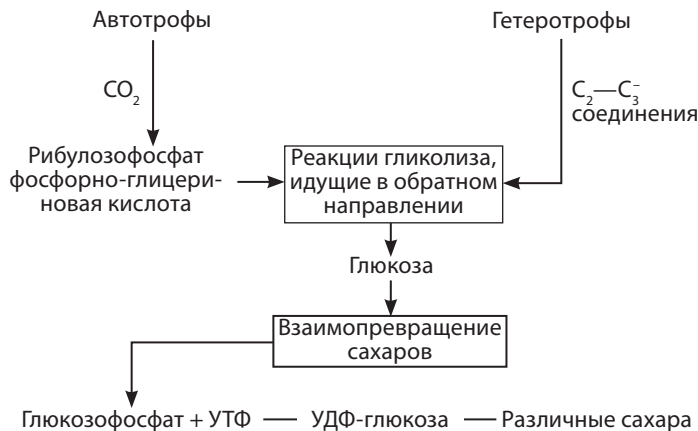 Автотрофы
Гетеротрофы
CO₂
C₂—C₃⁻
соединения
Рибулозофосфат
фосфорно-глицери-
новая кислота
Реакции гликолиза,
идущие в обратном
направлении
Глюкоза
Взаимопревращение
сахаров
Глюкозофосфат + УТФ — УДФ-глюкоза — Различные сахара